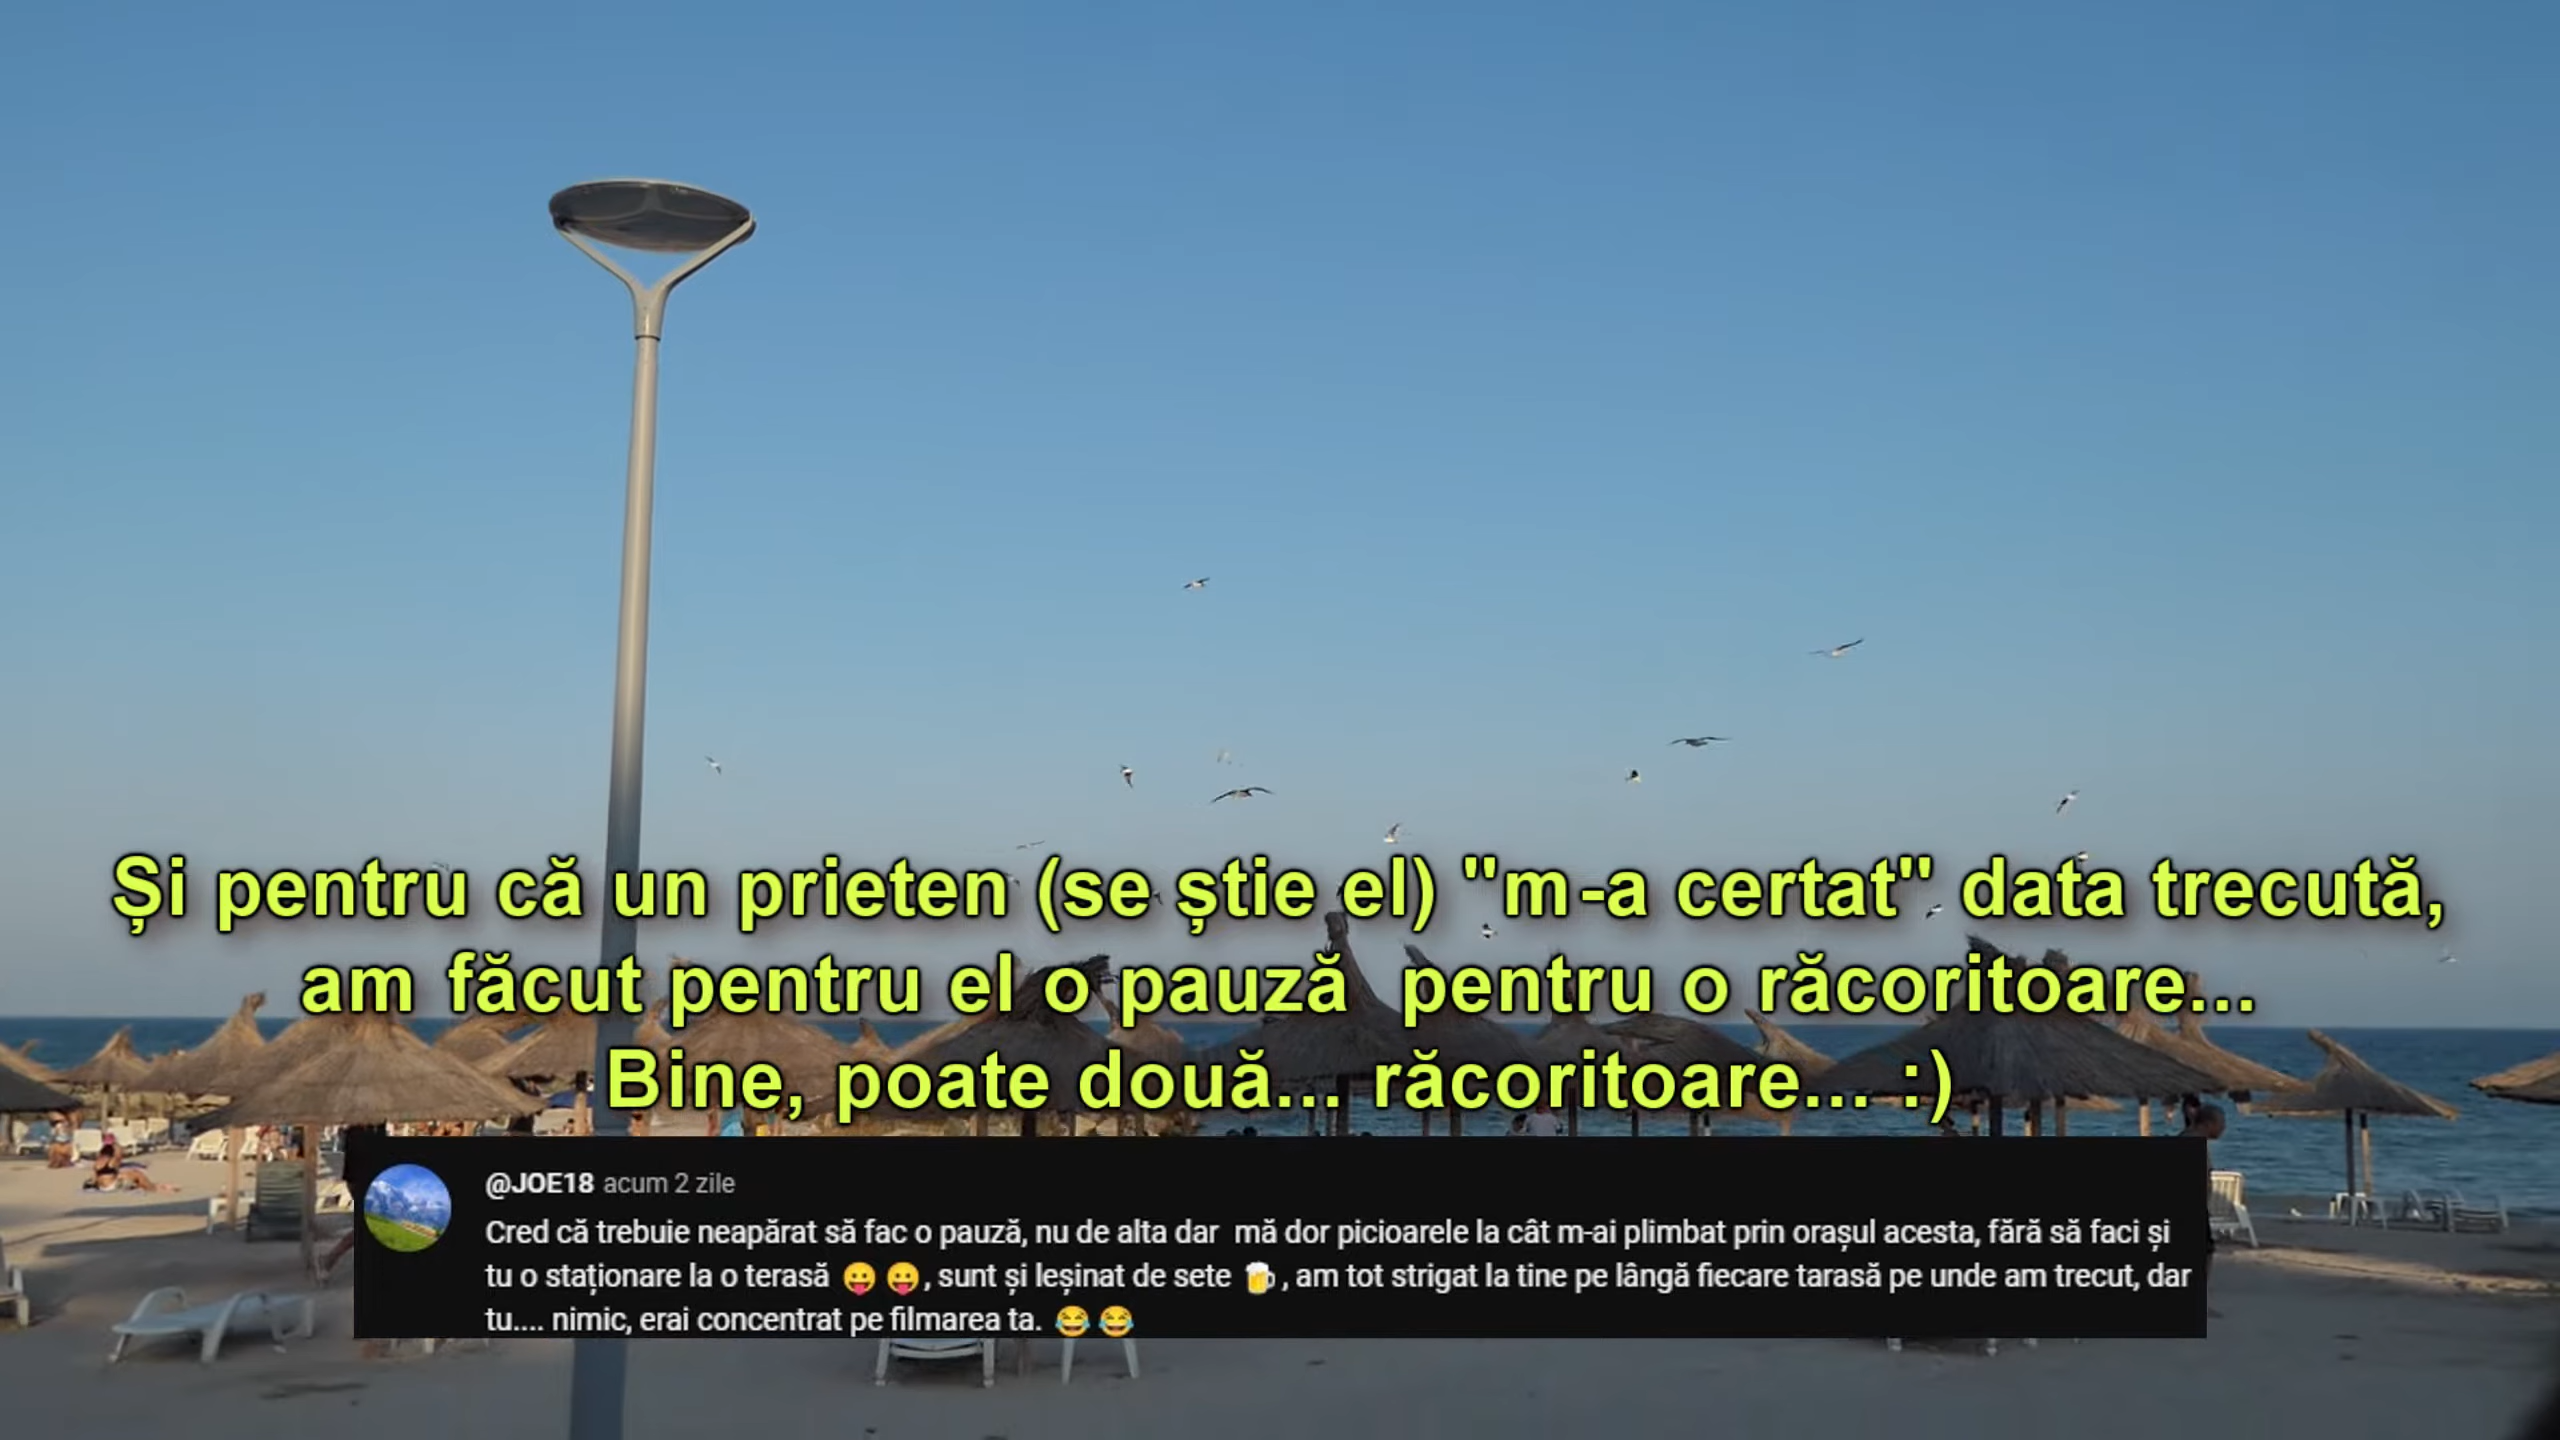 Și pentru că un prieten (se știe el) "m-a certat" data trecută,
am făcut pentru el o pauză pentru o răcoritoare...
Bine, poate două... răcoritoare... :)
@JOE18 acum 2 zile
Cred că trebuie neapărat să fac o pauză, nu de alta dar mă dor picioarele la cât m-ai plimbat prin orașul acesta, fără să faci și
tu o staționare la o terasă 😛 😛, sunt și leșinat de sete 🍺, am tot strigat la tine pe lângă fiecare tarasă pe unde am trecut, dar
tu.... nimic, erai concentrat pe filmarea ta. 😂 😂